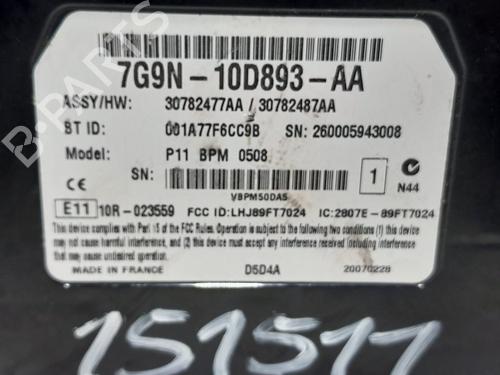 7G9N-10D893-AA
ASSY/HW: 30782477AA / 30782487AA
BT ID: 001A77F6CC9B SN: 260005943008
Model: P11 BPM 0508
SN:
1
N44
VBPM50DAS
CE
E11 10R-023559 FCC ID:LHJ89FT7024 IC:2807E-89FT7024
This device complies with Part 15 of the FCC Rules. Operation is subject to the following two conditions (1) this device
may not cause harmful interference, and (2) this device must accept any interference received, including interference that
may cause undesired operation.
MADE IN FRANCE D5D4A 20070228
151511
B-PARTS